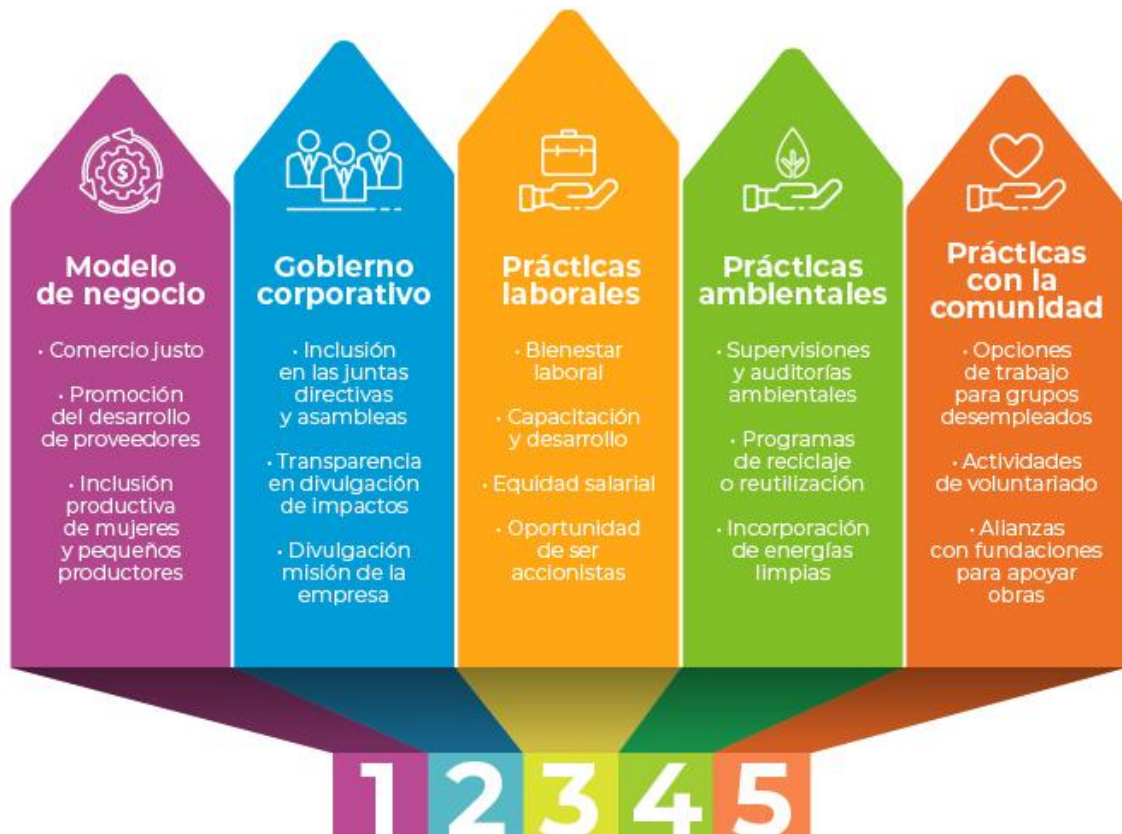 $
Modelo
de negocio
• Comercio justo
• Promoción
del desarrollo
de proveedores
• Inclusión
productiva
de mujeres
y pequeños
productores
Gobierno
corporativo
• Inclusión
en las juntas
directivas
y asambleas
• Transparencia
en divulgación
de impactos
• Divulgación
misión de la
empresa
Prácticas
laborales
• Bienestar
laboral
• Capacitación
y desarrollo
• Equidad salarial
• Oportunidad
de ser
accionistas
Prácticas
ambientales
• Supervisiones
y auditorías
ambientales
• Programas
de reciclaje
o reutilización
• Incorporación
de energías
limpias
Prácticas
con la
comunidad
• Opciones
de trabajo
para grupos
desempleados
• Actividades
de voluntariado
• Alianzas
con fundaciones
para apoyar
obras
1 2 3 4 5